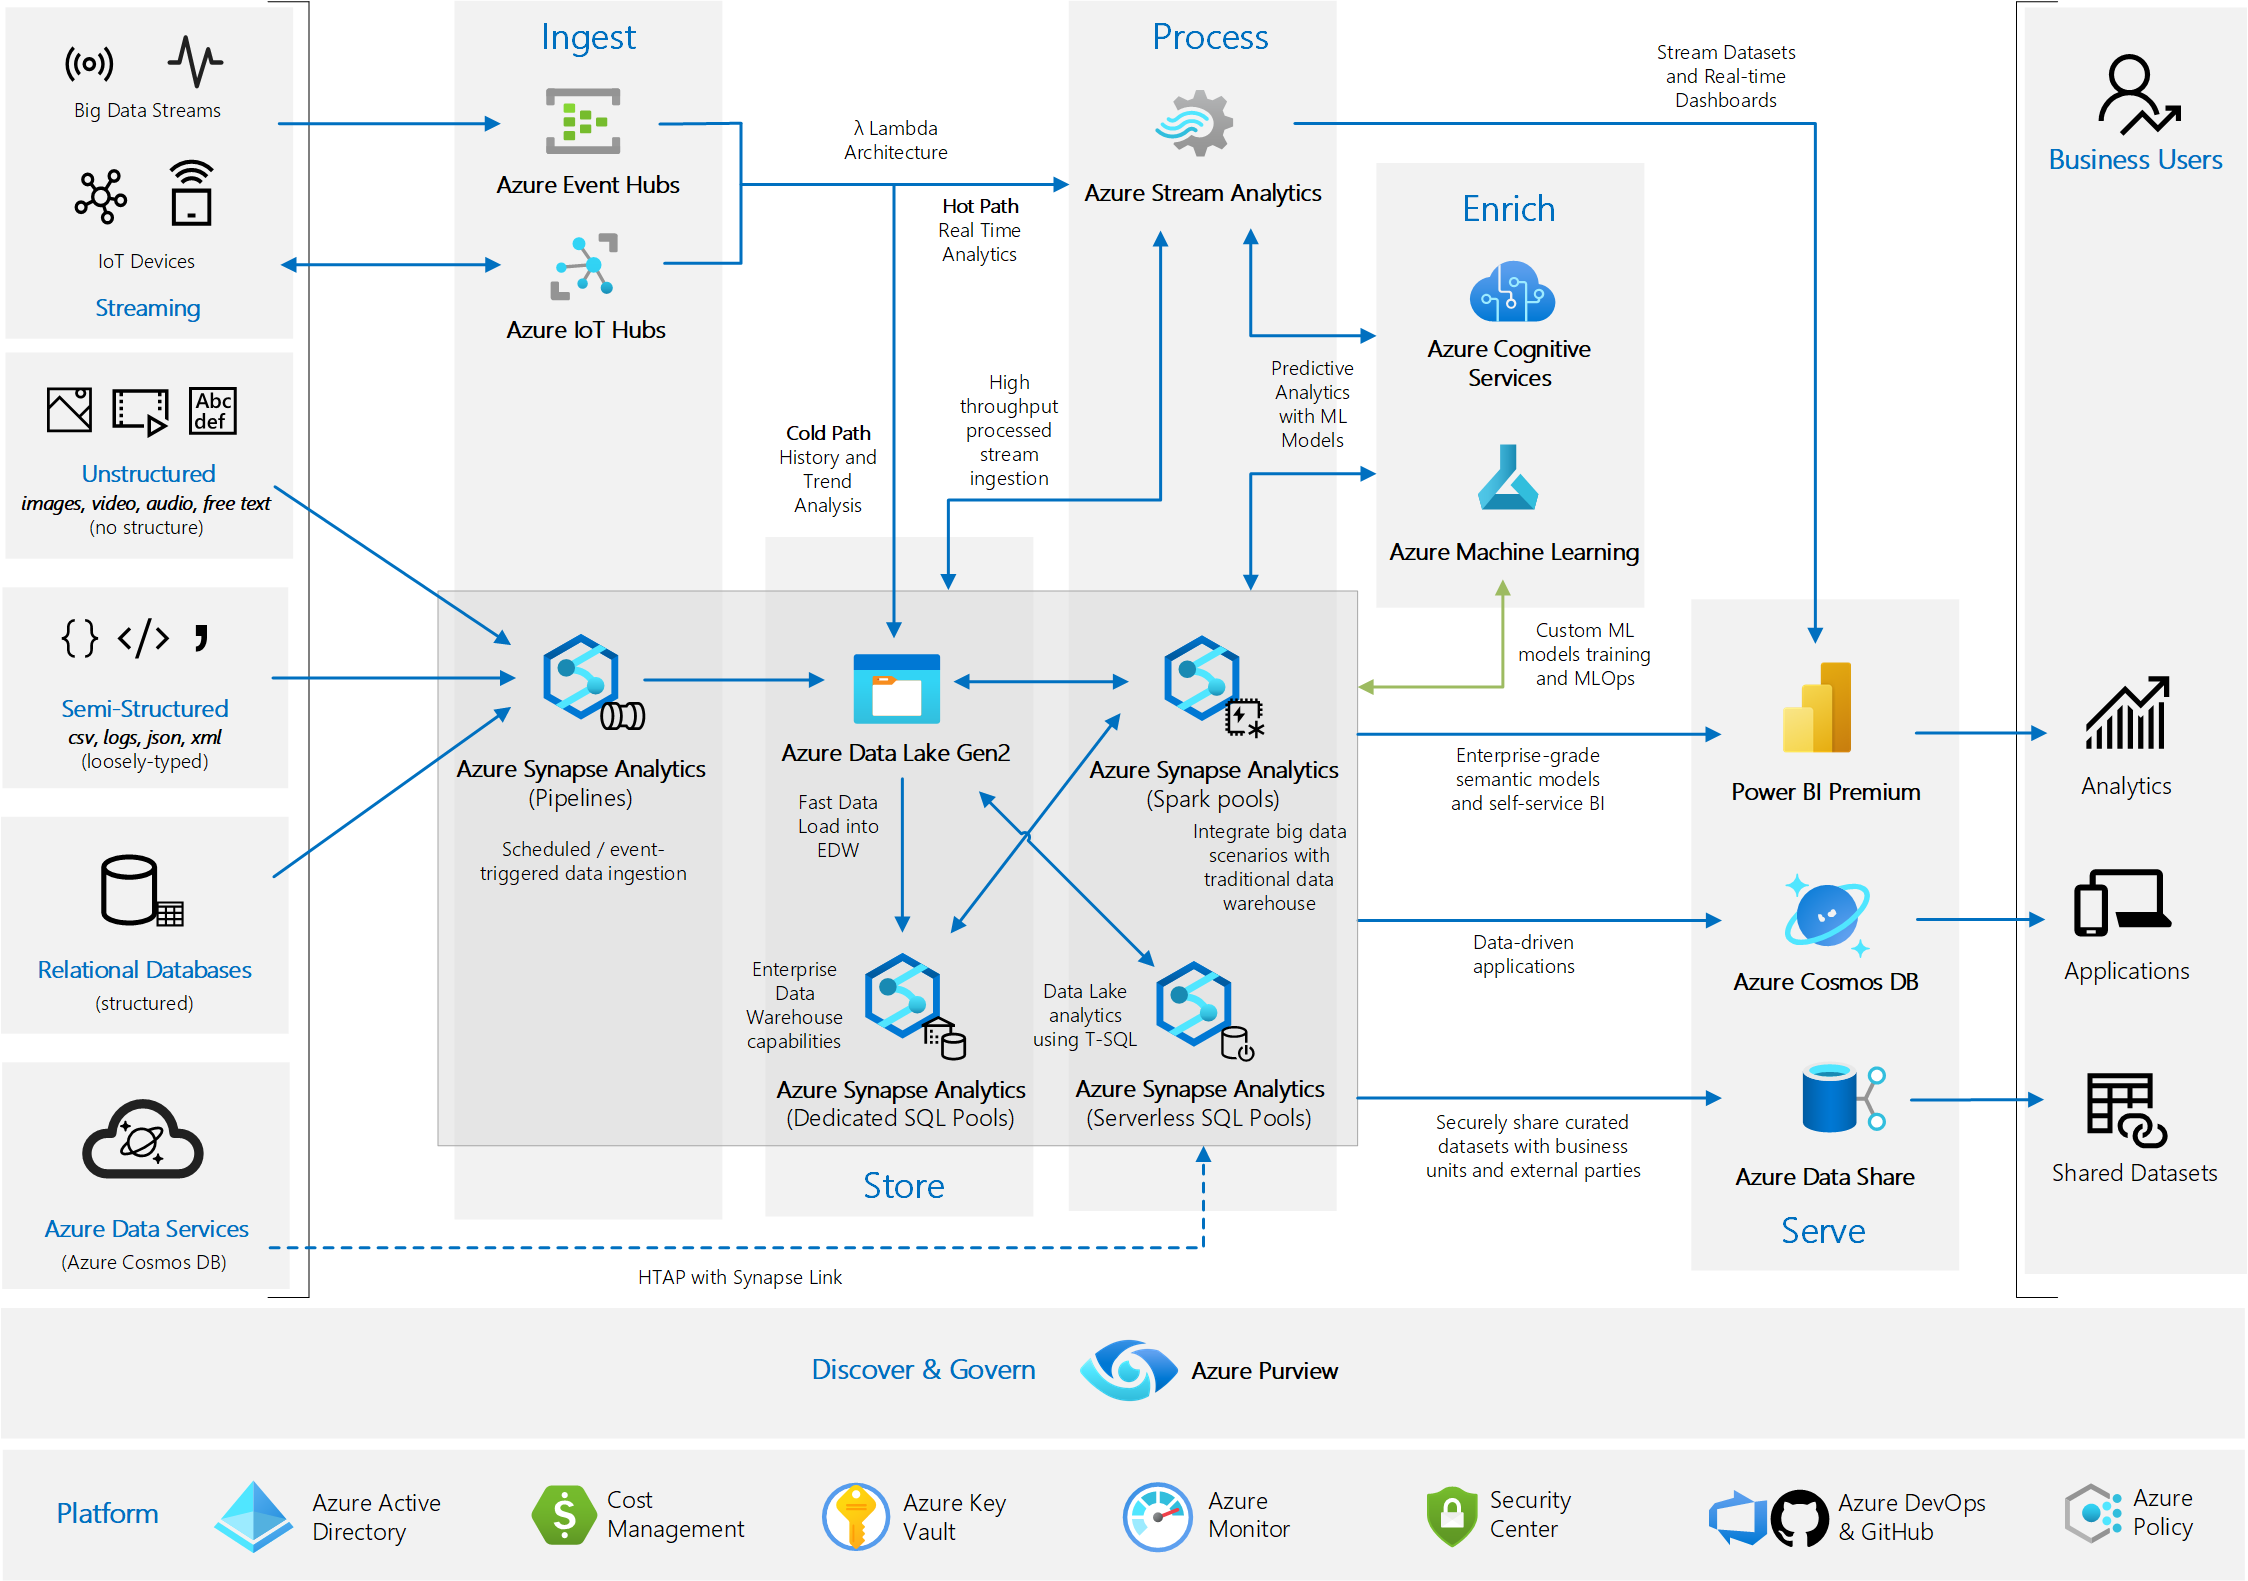 Big Data Streams
IoT Devices
Streaming
Abc
def
Unstructured
images, video, audio, free text
(no structure)
Semi-Structured
csv, logs, json, xml
(loosely-typed)
Relational Databases
(structured)
Azure Data Services
(Azure Cosmos DB)
Ingest
Azure Event Hubs
Azure IoT Hubs
λ Lambda
Architecture
Hot Path
Real Time
Analytics
Cold Path
History and
Trend
Analysis
High
throughput
processed
stream
ingestion
Process
Azure Stream Analytics
Predictive
Analytics
with ML
Models
Enrich
Azure Cognitive
Services
Azure Machine Learning
Custom ML
models training
and MLOps
Stream Datasets
and Real-time
Dashboards
Azure Synapse Analytics
(Pipelines)
Scheduled / event-
triggered data ingestion
Azure Data Lake Gen2
Fast Data
Load into
EDW
Azure Synapse Analytics
(Spark pools)
Integrate big data
scenarios with
traditional data
warehouse
Enterprise
Data
Warehouse
capabilities
Azure Synapse Analytics
(Dedicated SQL Pools)
Data Lake
analytics
using T-SQL
Azure Synapse Analytics
(Serverless SQL Pools)
Store
HTAP with Synapse Link
Enterprise-grade
semantic models
and self-service BI
Data-driven
applications
Securely share curated
datasets with business
units and external parties
Power BI Premium
Azure Cosmos DB
Azure Data Share
Serve
Business Users
Analytics
Applications
Shared Datasets
Discover & Govern
Azure Purview
Platform
Azure Active
Directory
Cost
Management
Azure Key
Vault
Azure
Monitor
Security
Center
Azure DevOps
& GitHub
Azure
Policy